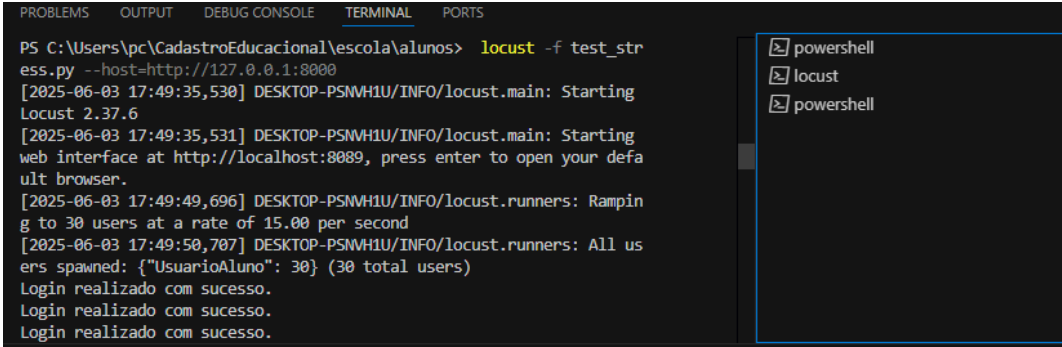 PROBLEMS OUTPUT DEBUG CONSOLE TERMINAL PORTS
PS C:\Users\pc\CadastroEducacional\escola\alunos> locust -f test_str
ess.py --host=http://127.0.0.1:8000
[2025-06-03 17:49:35,530] DESKTOP-PSNVH1U/INFO/locust.main: Starting
Locust 2.37.6
[2025-06-03 17:49:35,531] DESKTOP-PSNVH1U/INFO/locust.main: Starting
web interface at http://localhost:8089, press enter to open your defa
ult browser.
[2025-06-03 17:49:49,696] DESKTOP-PSNVH1U/INFO/locust.runners: Rampin
g to 30 users at a rate of 15.00 per second
[2025-06-03 17:49:50,707] DESKTOP-PSNVH1U/INFO/locust.runners: All us
ers spawned: {"UsuarioAluno": 30} (30 total users)
Login realizado com sucesso.
Login realizado com sucesso.
Login realizado com sucesso.
powershell
locust
powershell